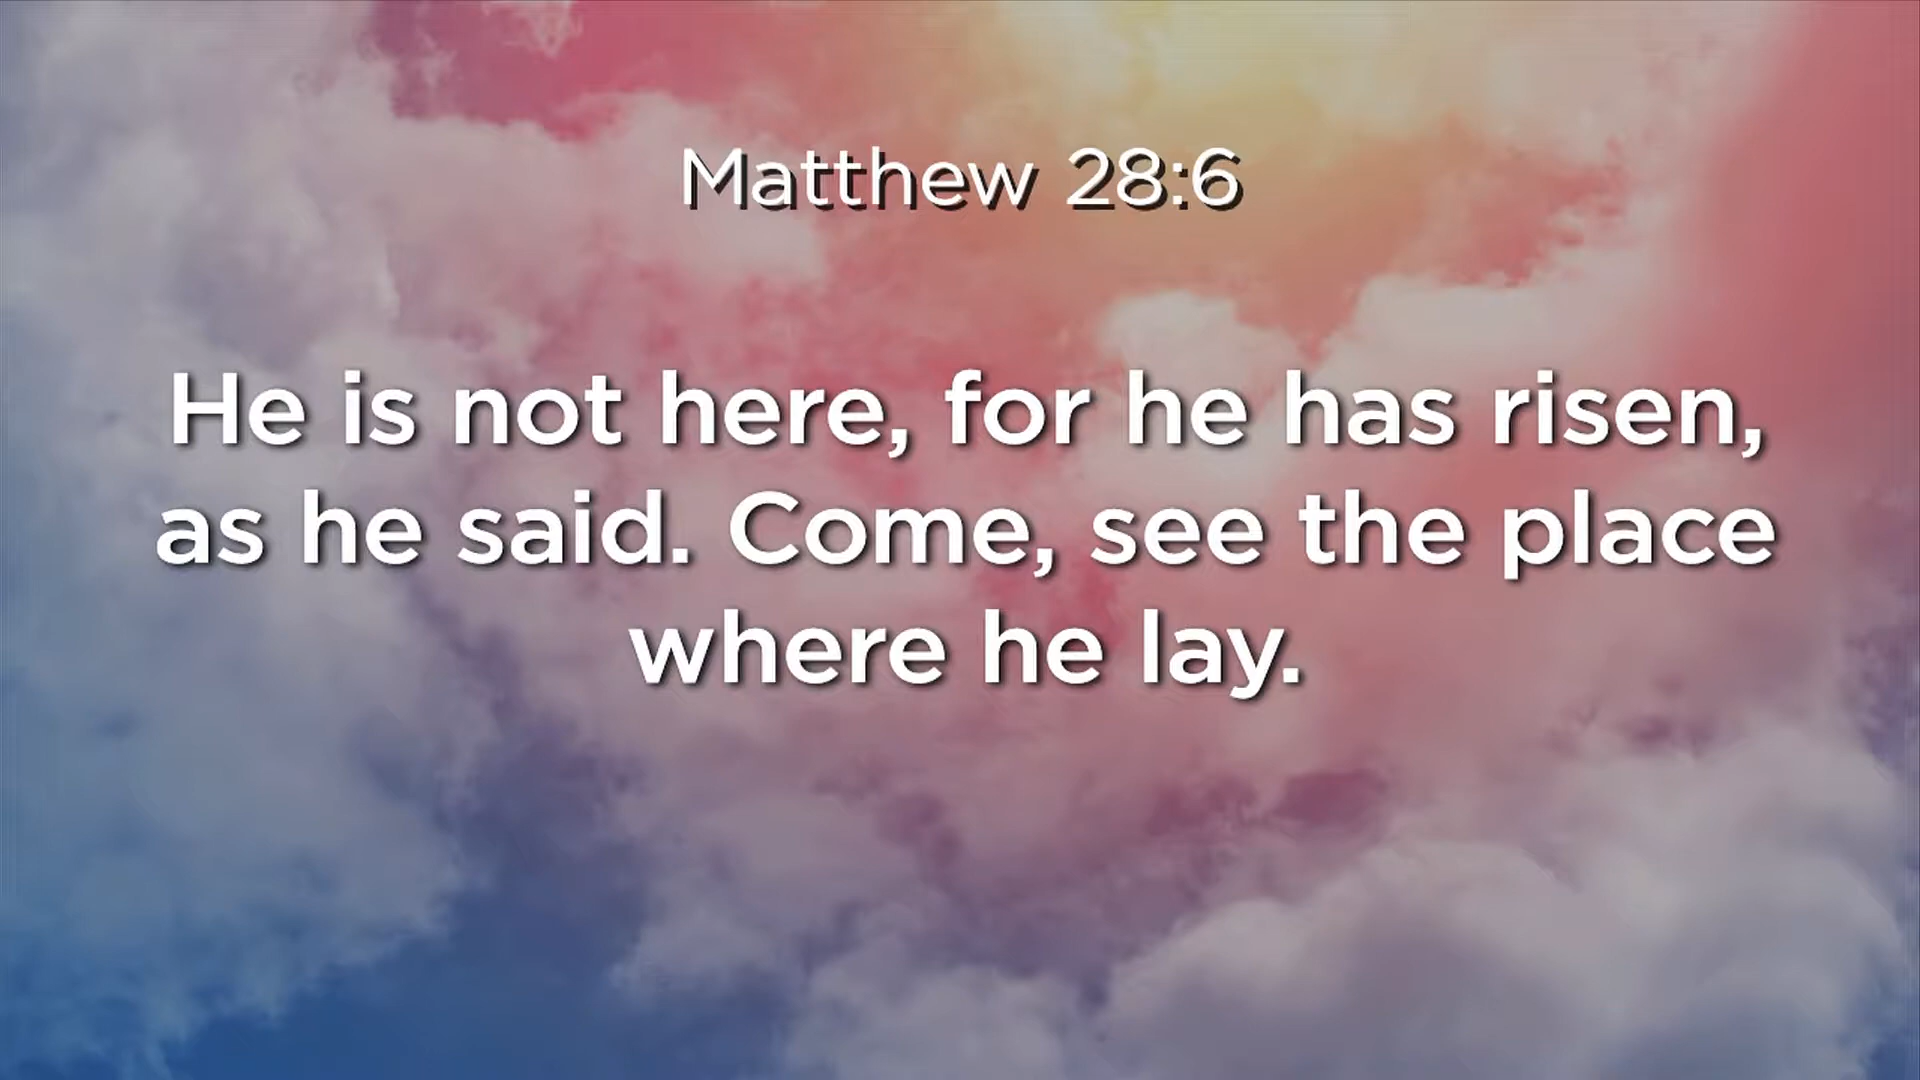 Matthew 28:6
He is not here, for he has risen,
as he said. Come, see the place
where he lay.